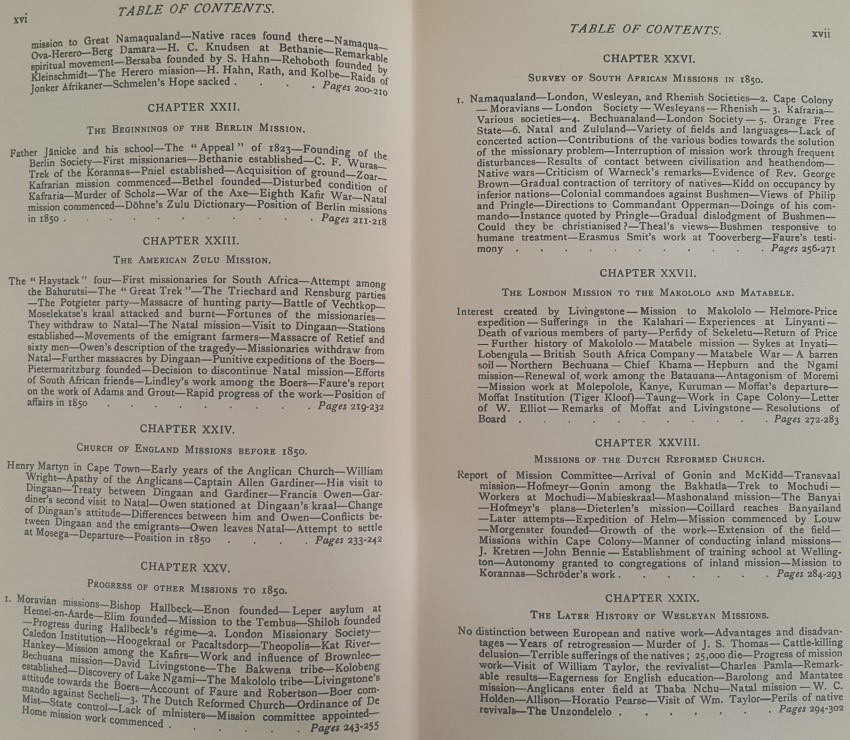 xvi
TABLE OF CONTENTS.
mission to Great Namaqualand—Native races found there—Namaqua—
Ova-Herero—Berg Damara—H. C. Knudsen at Bethanie—Remarkable
spiritual movement—Bersaba founded by S. Hahn—Rehoboth founded by
Kleinschmidt—The Herero mission—H. Hahn, Rath, and Kolbe—Raids of
Jonker Afrikaner—Schmelen's Hope sacked . . . . Pages 200-210
CHAPTER XXII.
THE BEGINNINGS OF THE BERLIN MISSION.
Father Jänicke and his school—The "Appeal" of 1823—Founding of the
Berlin Society—First missionaries—Bethanie established—C. F. Wuras—
Trek of the Korannas—Pniel established—Acquisition of ground—Zoar—
Kafrarian mission commenced—Bethel founded—Disturbed condition of
Kafraria—Murder of Scholz—War of the Axe—Eighth Kafir War—Natal
mission commenced—Döhne's Zulu Dictionary—Position of Berlin missions
in 1850 . . . . . . . . . Pages 211-218
CHAPTER XXIII.
THE AMERICAN ZULU MISSION.
The "Haystack" four—First missionaries for South Africa—Attempt among
the Bahurutsi—The "Great Trek"—The Triechard and Rensburg parties
—The Potgieter party—Massacre of hunting party—Battle of Vechtkop—
Moselekatse's kraal attacked and burnt—Fortunes of the missionaries—
They withdraw to Natal—The Natal mission—Visit to Dingaan—Stations
established—Movements of the emigrant farmers—Massacre of Retief and
sixty men—Owen's description of the tragedy—Missionaries withdraw from
Natal—Further massacres by Dingaan—Punitive expeditions of the Boers—
Pietermaritzburg founded—Decision to discontinue Natal mission—Efforts
of South African friends—Lindley's work among the Boers—Faure's report
on the work of Adams and Grout—Rapid progress of the work—Position of
affairs in 1850 . . . . . . . . Pages 219-232
CHAPTER XXIV.
CHURCH OF ENGLAND MISSIONS BEFORE 1850.
Henry Martyn in Cape Town—Early years of the Anglican Church—William
Wright—Apathy of the Anglicans—Captain Allen Gardiner—His visit to
Dingaan—Treaty between Dingaan and Gardiner—Francis Owen—Gar-
diner's second visit to Natal—Owen stationed at Dingaan's kraal—Change
of Dingaan's attitude—Differences between him and Owen—Conflicts be-
tween Dingaan and the emigrants—Owen leaves Natal—Attempt to settle
at Mosega—Departure—Position in 1850 . . . . Pages 233-242
CHAPTER XXV.
PROGRESS OF OTHER MISSIONS TO 1850.
1. Moravian missions—Bishop Hallbeck—Enon founded—Leper asylum at
Hemel-en-Aarde—Elim founded—Mission to the Tembus—Shiloh founded
—Progress during Hallbeck's régime—2. London Missionary Society—
Caledon Institution—Hoogekraal or Pacaltsdorp—Theopolis—Kat River—
Hankey—Mission among the Kafirs—Work and influence of Brownlee—
Bechuana mission—David Livingstone—The Bakwena tribe—Kolobeng
established—Discovery of Lake Ngami—The Makololo tribe—Livingstone's
attitude towards the Boers—Account of Faure and Robertson—Boer com-
mando against Secheli—3. The Dutch Reformed Church—Ordinance of De
Mist—State control—Lack of ministers—Mission committee appointed—
Home mission work commenced . . . . . . Pages 243-255
TABLE OF CONTENTS.
xvii
CHAPTER XXVI.
SURVEY OF SOUTH AFRICAN MISSIONS IN 1850.
1. Namaqualand—London, Wesleyan, and Rhenish Societies—2. Cape Colony
—Moravians—London Society—Wesleyans—Rhenish—3. Kafraria—
Various societies—4. Bechuanaland—London Society—5. Orange Free
State—6. Natal and Zululand—Variety of fields and languages—Lack of
concerted action—Contributions of the various bodies towards the solution
of the missionary problem—Interruption of mission work through frequent
disturbances—Results of contact between civilisation and heathendom—
Native wars—Criticism of Warneck's remarks—Evidence of Rev. George
Brown—Gradual contraction of territory of natives—Kidd on occupancy by
inferior nations—Colonial commandoes against Bushmen—Views of Philip
and Pringle—Directions to Commandant Opperman—Doings of his com-
mando—Instance quoted by Pringle—Gradual dislodgment of Bushmen—
Could they be christianised?—Theal's views—Bushmen responsive to
humane treatment—Erasmus Smit's work at Tooverberg—Faure's testi-
mony . . . . . . . . . Pages 256-271
CHAPTER XXVII.
THE LONDON MISSION TO THE MAKOLOLO AND MATABELE.
Interest created by Livingstone—Mission to Makololo—Helmore-Price
expedition—Sufferings in the Kalahari—Experiences at Linyanti—
Death of various members of party—Perfidy of Sekeletu—Return of Price
—Further history of Makololo—Matabele mission—Sykes at Inyati—
Lobengula—British South Africa Company—Matabele War—A barren
soil—Northern Bechuana—Chief Khama—Hepburn and the Ngami
mission—Renewal of work among the Batauana—Antagonism of Moremi
—Mission work at Molepolole, Kanye, Kuruman—Moffat's departure—
Moffat Institution (Tiger Kloof)—Taung—Work in Cape Colony—Letter
of W. Elliot—Remarks of Moffat and Livingstone—Resolutions of
Board . . . . . . . . . Pages 272-283
CHAPTER XXVIII.
MISSIONS OF THE DUTCH REFORMED CHURCH.
Report of Mission Committee—Arrival of Gonin and McKidd—Transvaal
mission—Hofmeyr—Gonin among the Bakhatla—Trek to Mochudi—
Workers at Mochudi—Mabieskraal—Mashonaland mission—The Banyai
—Hofmeyr's plans—Dieterlen's mission—Coillard reaches Banyailand
—Later attempts—Expedition of Helm—Mission commenced by Louw
—Morgenster founded—Growth of the work—Extension of the field—
Missions within Cape Colony—Manner of conducting inland missions—
J. Kretzen—John Bennie—Establishment of training school at Welling-
ton—Autonomy granted to congregations of inland mission—Mission to
Korannas—Schröder's work . . . . . . Pages 284-293
CHAPTER XXIX.
THE LATER HISTORY OF WESLEYAN MISSIONS.
No distinction between European and native work—Advantages and disadvan-
tages—Years of retrogression—Murder of J. S. Thomas—Cattle-killing
delusion—Terrible sufferings of the natives; 25,000 die—Progress of mission
work—Visit of William Taylor, the revivalist—Charles Pamla—Remark-
able results—Eagerness for English education—Barolong and Mantatee
mission—Anglicans enter field at Thaba Nchu—Natal mission—W. C.
Holden—Allison—Horatio Pearse—Visit of Wm. Taylor—Perils of native
revivals—The Unzondelelo . . . . . . Pages 294-302